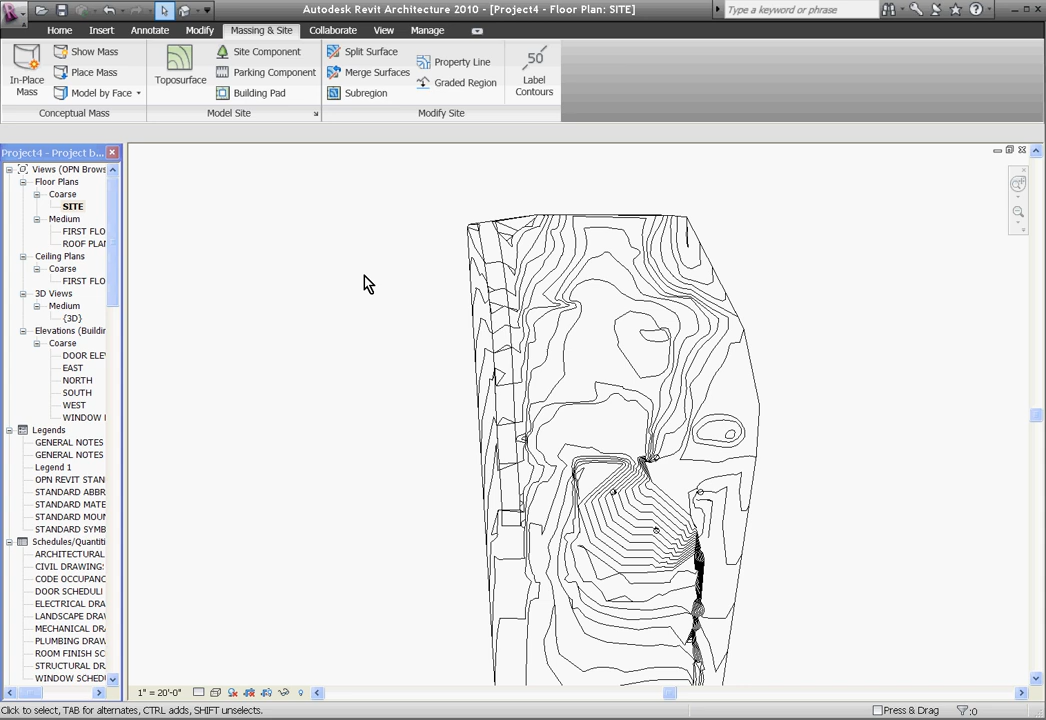 Autodesk Revit Architecture 2010 - [Project4 - Floor Plan: SITE]
Type a keyword or phrase
Home Insert Annotate Modify Massing & Site Collaborate View Manage
In-Place Mass
Show Mass
Place Mass
Model by Face
Conceptual Mass
Toposurface
Site Component
Parking Component
Building Pad
Model Site
Split Surface
Merge Surfaces
Subregion
Property Line
Graded Region
Label Contours
50
Modify Site
Project4 - Project b...
Views (OPN Brows
Floor Plans
Coarse
SITE
Medium
FIRST FLO
ROOF PLAN
Ceiling Plans
Coarse
FIRST FLO
3D Views
Medium
{3D}
Elevations (Buildin
Coarse
DOOR ELE
EAST
NORTH
SOUTH
WEST
WINDOW
Legends
GENERAL NOTES
GENERAL NOTES
Legend 1
OPN REVIT STAN
STANDARD ABBR
STANDARD MATE
STANDARD MOUN
STANDARD SYMB
Schedules/Quantiti
ARCHITECTURAL
CIVIL DRAWING
CODE OCCUPANC
DOOR SCHEDULI
ELECTRICAL DRA
LANDSCAPE DRA
MECHANICAL DRA
PLUMBING DRAW
ROOM FINISH SC
STRUCTURAL DR
WINDOW SCHEDU
1" = 20'-0"
Click to select, TAB for alternates, CTRL adds, SHIFT unselects.
Press & Drag
:0